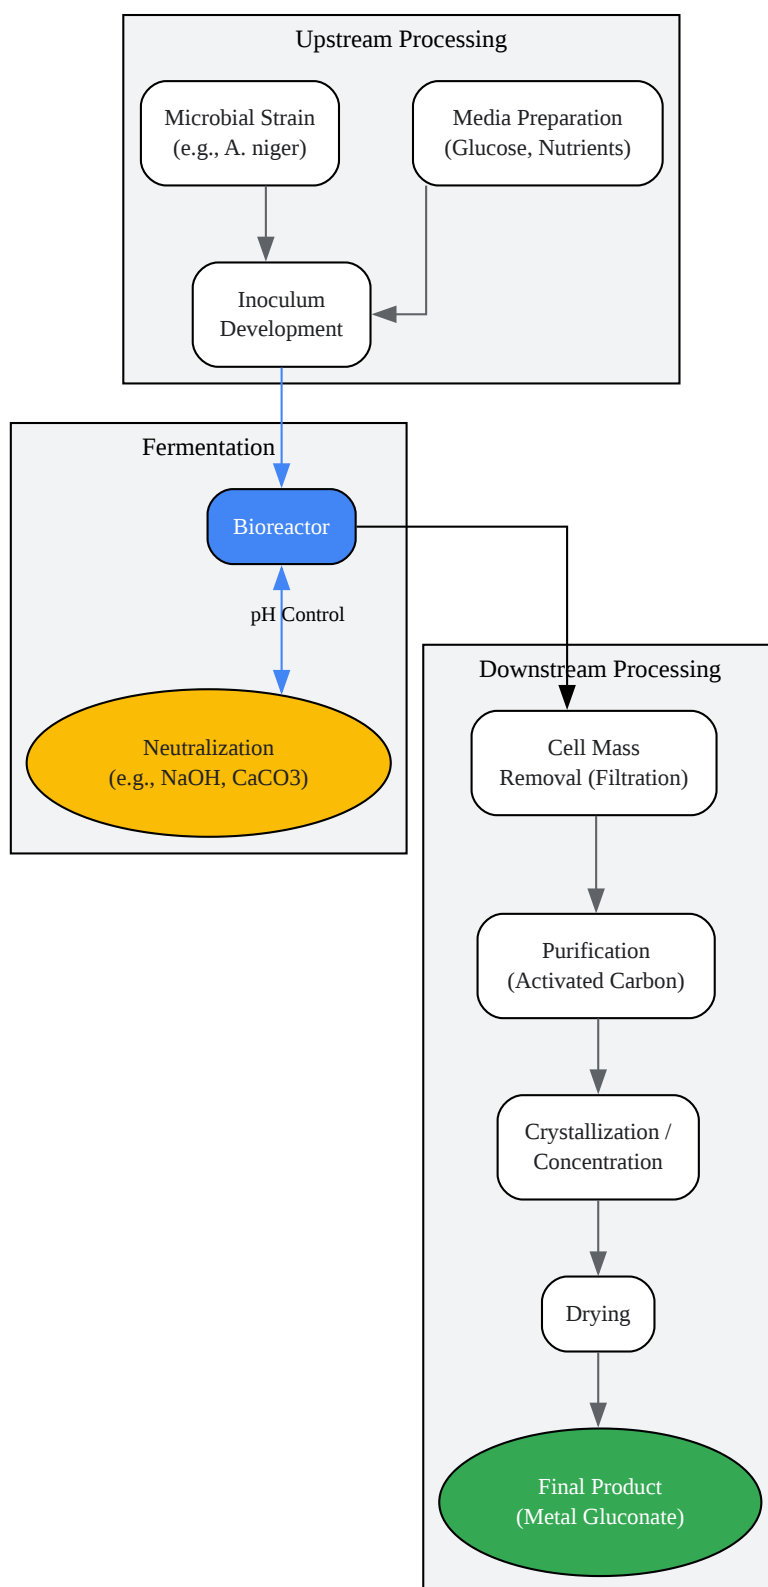 Upstream Processing
Microbial Strain
(e.g., A. niger)
Media Preparation
(Glucose, Nutrients)
Inoculum
Development
Fermentation
Bioreactor
pH Control
Neutralization
(e.g., NaOH, CaCO3)
Downstream Processing
Cell Mass
Removal (Filtration)
Purification
(Activated Carbon)
Crystallization /
Concentration
Drying
Final Product
(Metal Gluconate)